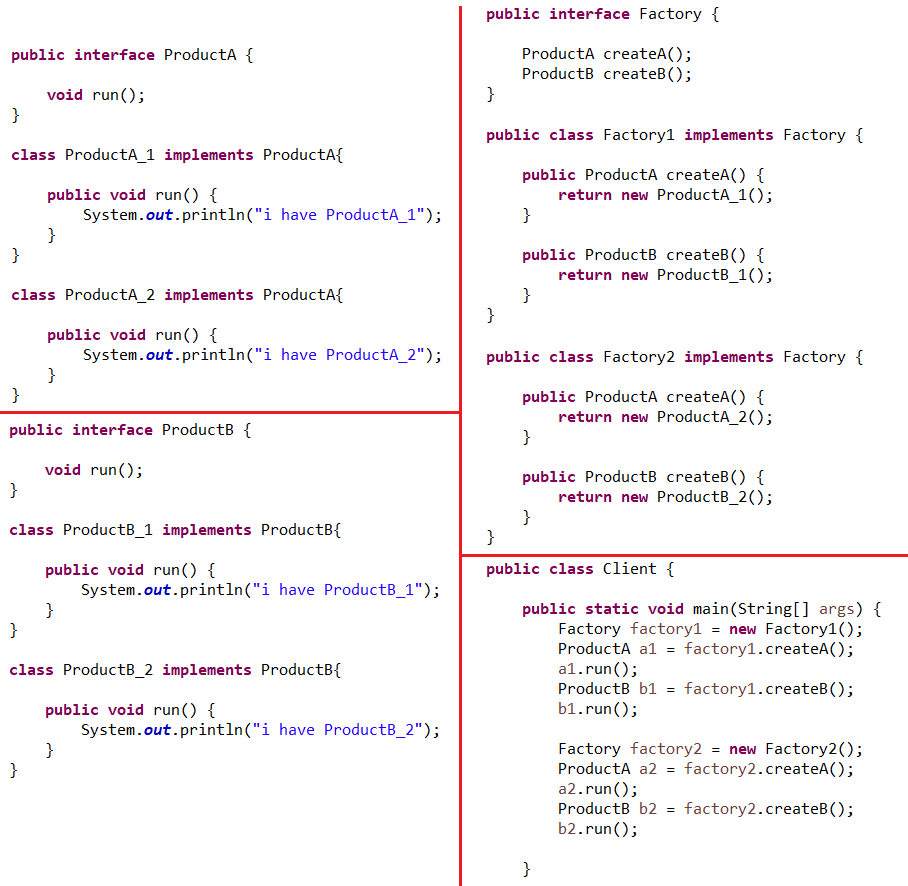 public interface ProductA {
void run();
}
class ProductA_1 implements ProductA{
public void run() {
System.out.println("i have ProductA_1");
}
}
class ProductA_2 implements ProductA{
public void run() {
System.out.println("i have ProductA_2");
}
}
public interface ProductB {
void run();
}
class ProductB_1 implements ProductB{
public void run() {
System.out.println("i have ProductB_1");
}
}
class ProductB_2 implements ProductB{
public void run() {
System.out.println("i have ProductB_2");
}
}
public interface Factory {
ProductA createA();
ProductB createB();
}
public class Factory1 implements Factory {
public ProductA createA() {
return new ProductA_1();
}
public ProductB createB() {
return new ProductB_1();
}
}
public class Factory2 implements Factory {
public ProductA createA() {
return new ProductA_2();
}
public ProductB createB() {
return new ProductB_2();
}
}
public class Client {
public static void main(String[] args) {
Factory factory1 = new Factory1();
ProductA a1 = factory1.createA();
a1.run();
ProductB b1 = factory1.createB();
b1.run();
Factory factory2 = new Factory2();
ProductA a2 = factory2.createA();
a2.run();
ProductB b2 = factory2.createB();
b2.run();
}